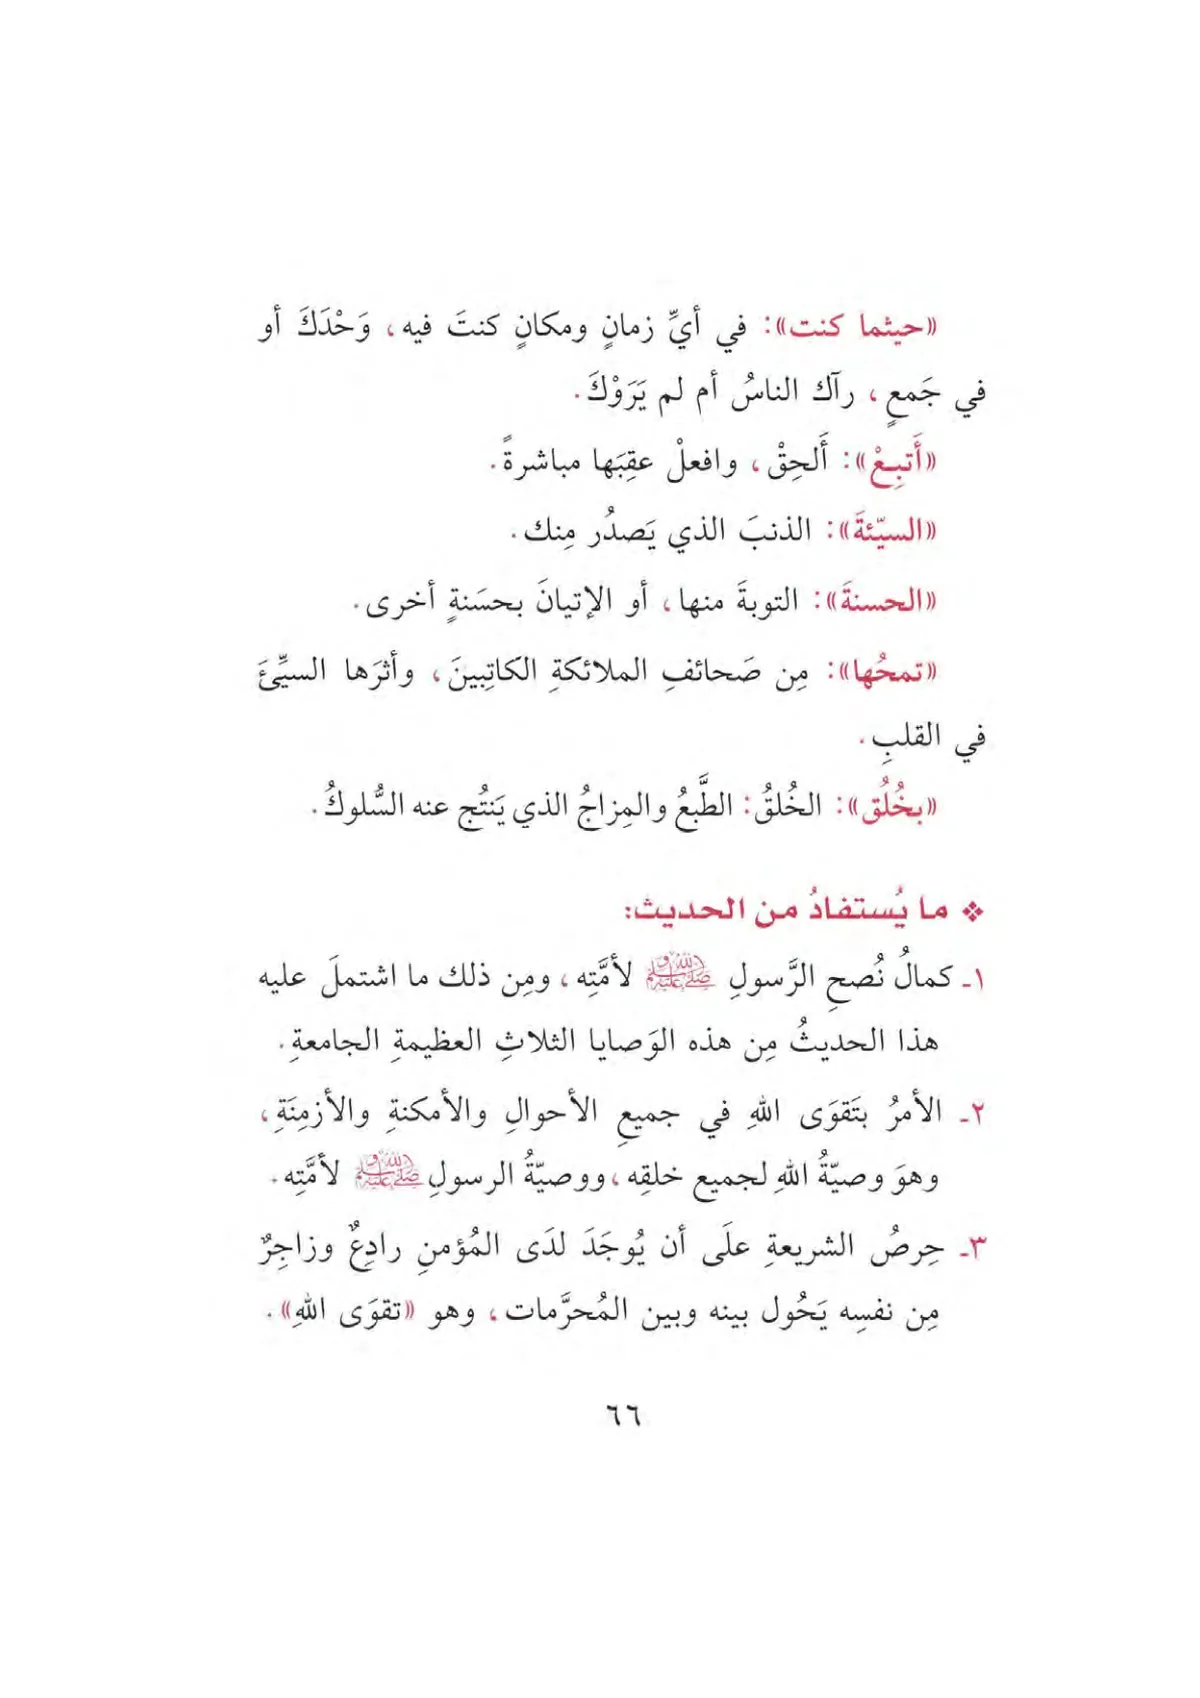 «حيثما كنت»: في أيِّ زمانٍ ومكانٍ كنتَ فيه، وَحْدَكَ أو
في جَمعٍ، رآك الناسُ أم لم يَرَوْكَ.
«أَتبِعْ»: أَلحِقْ، وافعلْ عقِبَها مباشرةً.
«السيّئةَ»: الذنبَ الذي يَصدُر مِنك.
«الحسنةَ»: التوبةَ منها، أو الإتيانَ بحسَنةٍ أخرى.
«تمحُها»: مِن صَحائفِ الملائكةِ الكاتِبينَ، وأثرَها السيِّئَ
في القلبِ.
«بخُلُق»: الخُلقُ: الطَّبعُ والمِزاجُ الذي يَنتُج عنه السُّلوكُ.
❖ ما يُستفادُ من الحديث:
١ـ كمالُ نُصحِ الرَّسولِ ﷺ لأمَّتِه، ومِن ذلك ما اشتملَ عليه
هذا الحديثُ مِن هذه الوَصايا الثلاثِ العظيمةِ الجامعةِ.
٢ـ الأمرُ بتَقوَى اللهِ في جميعِ الأحوالِ والأمكنةِ والأزمِنَةِ،
وهوَ وصيّةُ اللهِ لجميع خلقِه، ووصيّةُ الرسولِ ﷺ لأمَّتِه.
٣ـ حِرصُ الشريعةِ علَى أن يُوجَدَ لدَى المُؤمنِ رادِعٌ وزاجِرٌ
مِن نفسِه يَحُول بينه وبين المُحرَّمات، وهو «تقوَى اللهِ».
٦٦